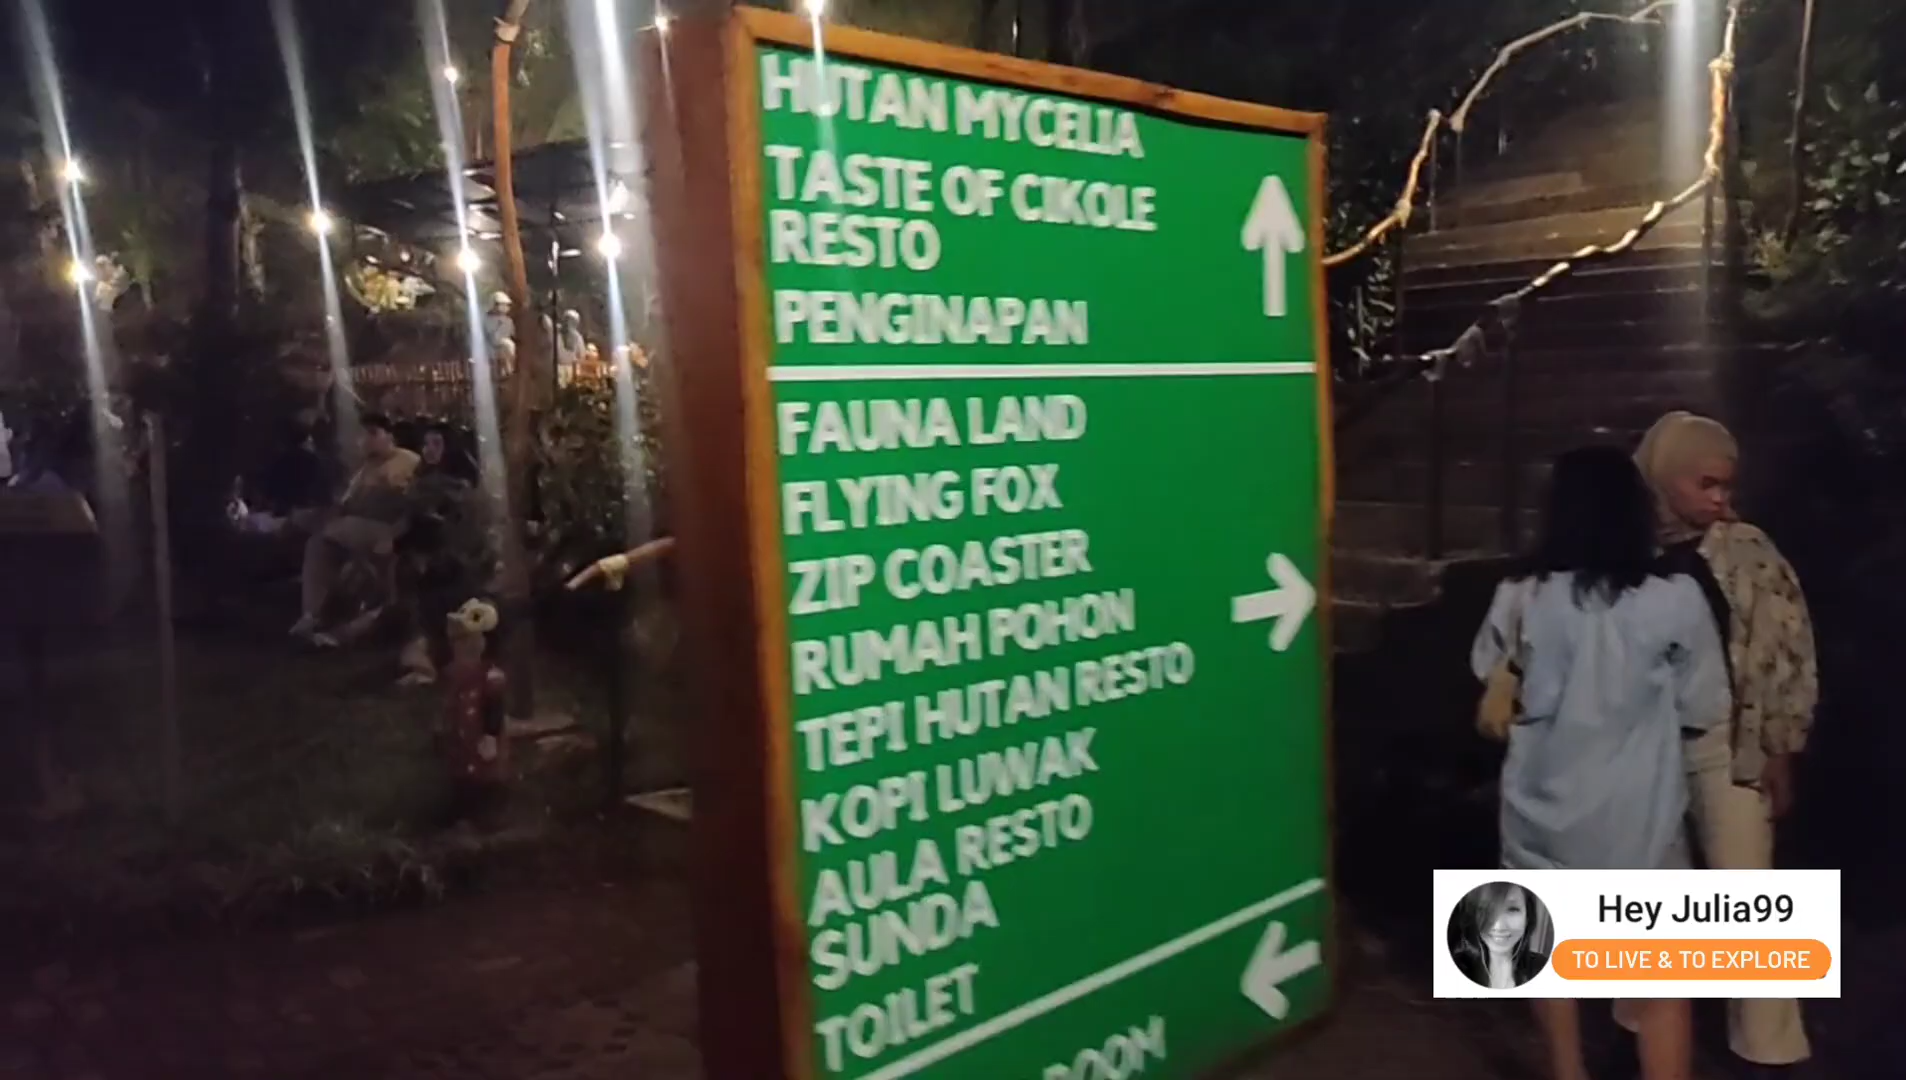 HUTAN MYCELIA
TASTE OF CIKOLE
RESTO
PENGINAPAN
FAUNA LAND
FLYING FOX
ZIP COASTER
RUMAH POHON
TEPI HUTAN RESTO
KOPI LUWAK
AULA RESTO
SUNDA
TOILET
ROOM
Hey Julia99
TO LIVE & TO EXPLORE